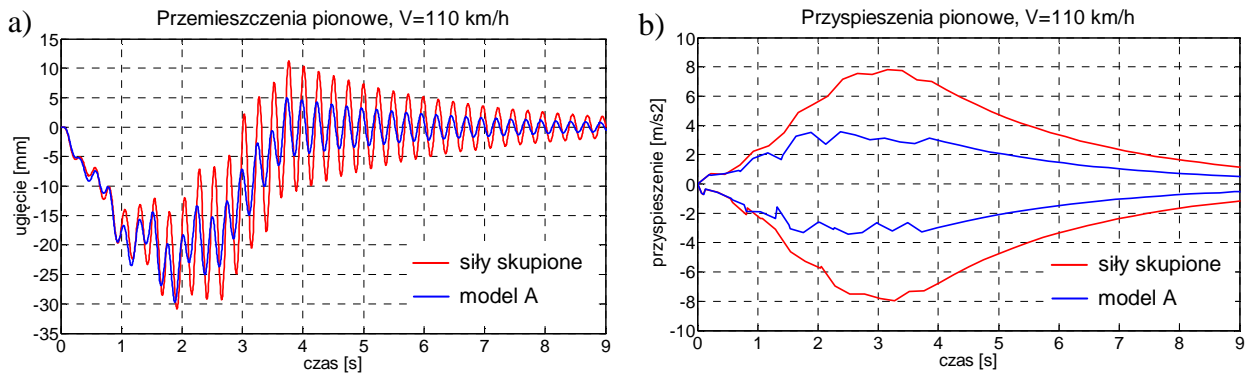 a)
Przemieszczenia pionowe, V=110 km/h
ugięcie [mm]
15
10
5
0
-5
-10
-15
-20
-25
-30
-35
0 1 2 3 4 5 6 7 8 9
czas [s]
siły skupione
model A
b)
Przyspieszenia pionowe, V=110 km/h
przyspieszenie [m/s2]
10
8
6
4
2
0
-2
-4
-6
-8
-10
0 1 2 3 4 5 6 7 8 9
czas [s]
siły skupione
model A